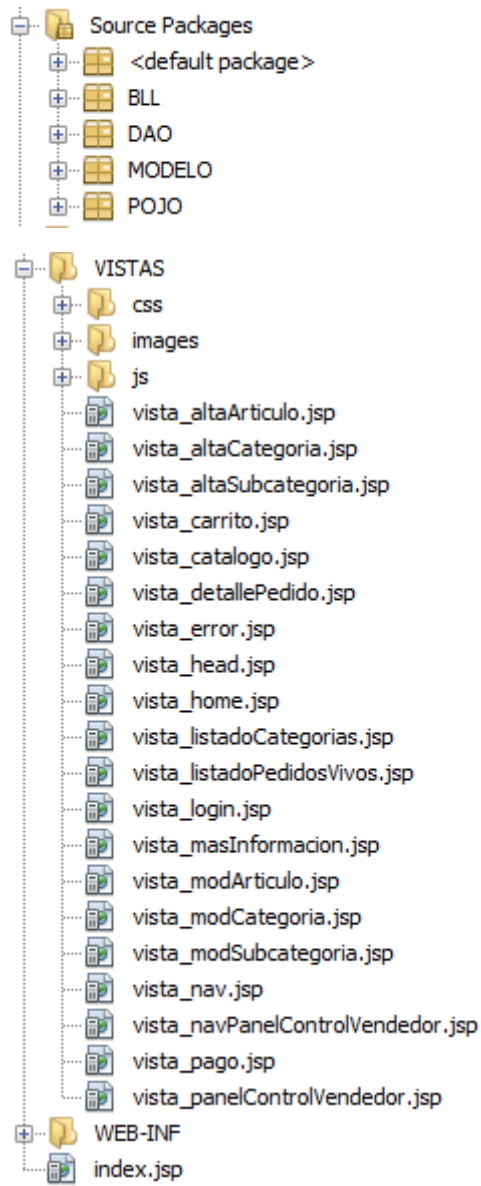 Source Packages
<default package>
BLL
DAO
MODELO
POJO
VISTAS
css
images
js
vista_altaArticulo.jsp
vista_altaCategoria.jsp
vista_altaSubcategoria.jsp
vista_carrito.jsp
vista_catalogo.jsp
vista_detallePedido.jsp
vista_error.jsp
vista_head.jsp
vista_home.jsp
vista_listadoCategorias.jsp
vista_listadoPedidosVivos.jsp
vista_login.jsp
vista_masInformacion.jsp
vista_modArticulo.jsp
vista_modCategoria.jsp
vista_modSubcategoria.jsp
vista_nav.jsp
vista_navPanelControlVendedor.jsp
vista_pago.jsp
vista_panelControlVendedor.jsp
WEB-INF
index.jsp